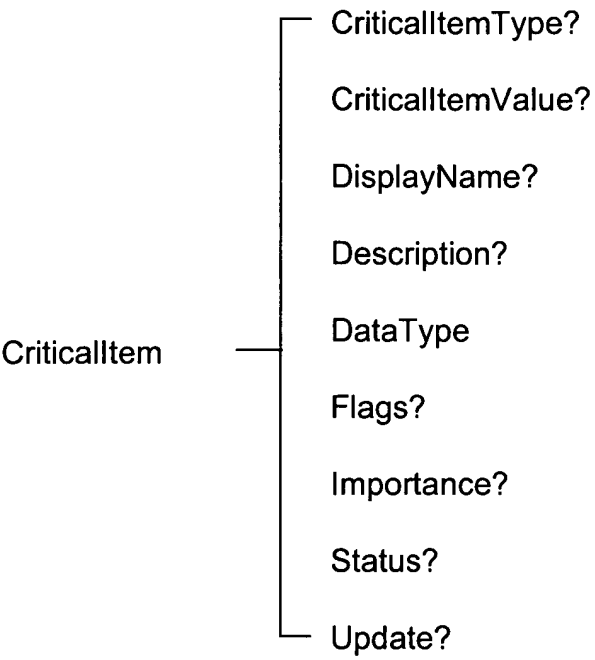 CriticalItemType?
CriticalItemValue?
DisplayName?
Description?
DataType
CriticalItem
Flags?
Importance?
Status?
Update?